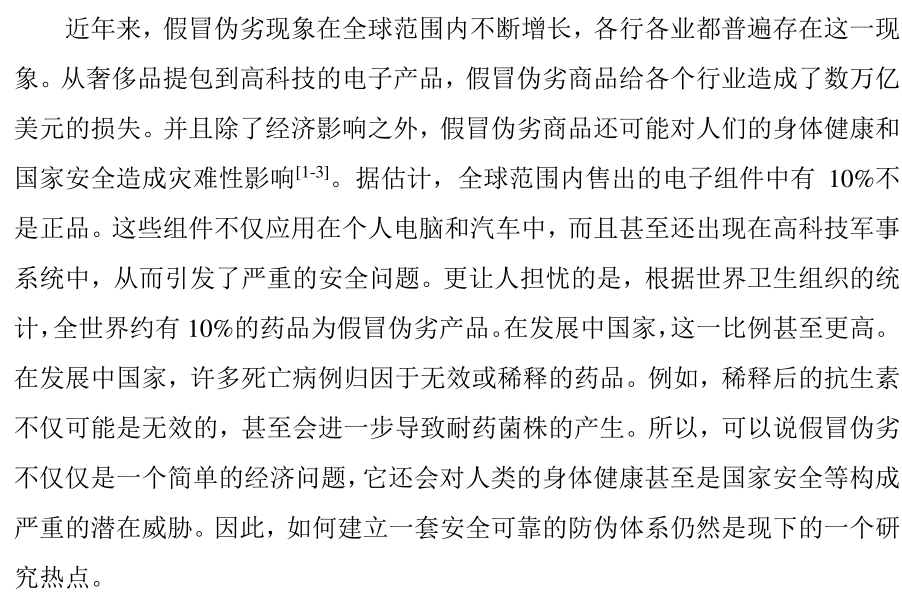 近年来，假冒伪劣现象在全球范围内不断增长，各行各业都普遍存在这一现
象。从奢侈品提包到高科技的电子产品，假冒伪劣商品给各个行业造成了数万亿
美元的损失。并且除了经济影响之外，假冒伪劣商品还可能对人们的身体健康和
国家安全造成灾难性影响[1-3]。据估计，全球范围内售出的电子组件中有 10%不
是正品。这些组件不仅应用在个人电脑和汽车中，而且甚至还出现在高科技军事
系统中，从而引发了严重的安全问题。更让人担忧的是，根据世界卫生组织的统
计，全世界约有 10%的药品为假冒伪劣产品。在发展中国家，这一比例甚至更高。
在发展中国家，许多死亡病例归因于无效或稀释的药品。例如，稀释后的抗生素
不仅可能是无效的，甚至会进一步导致耐药菌株的产生。所以，可以说假冒伪劣
不仅仅是一个简单的经济问题，它还会对人类的身体健康甚至是国家安全等构成
严重的潜在威胁。因此，如何建立一套安全可靠的防伪体系仍然是现下的一个研
究热点。